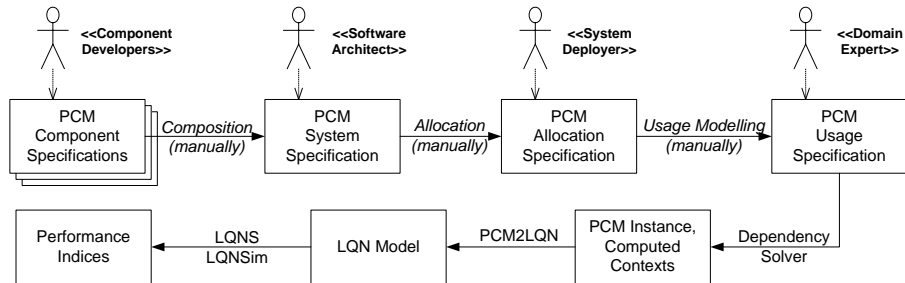 <<Component
Developers>>
<<Software
Architect>>
<<System
Deployer>>
<<Domain
Expert>>
PCM
Component
Specifications
Composition
(manually)
PCM
System
Specification
Allocation
(manually)
PCM
Allocation
Specification
Usage Modelling
(manually)
PCM
Usage
Specification
Performance
Indices
LQNS
LQNSim
LQN Model
PCM2LQN
PCM Instance,
Computed
Contexts
Dependency
Solver